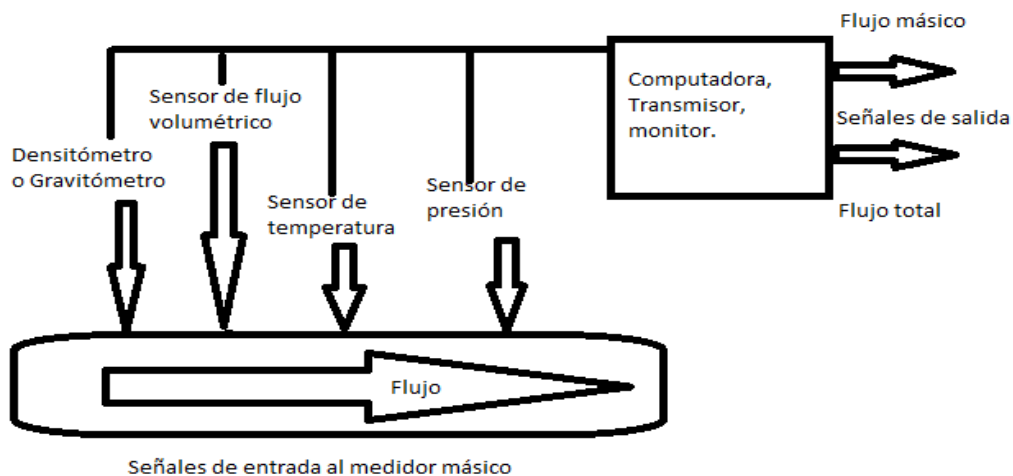 Flujo másico
Computadora,
Transmisor,
monitor.
Señales de salida
Flujo total
Sensor de flujo
volumétrico
Densitómetro
o Gravitómetro
Sensor de
temperatura
Sensor de
presión
Flujo
Señales de entrada al medidor másico